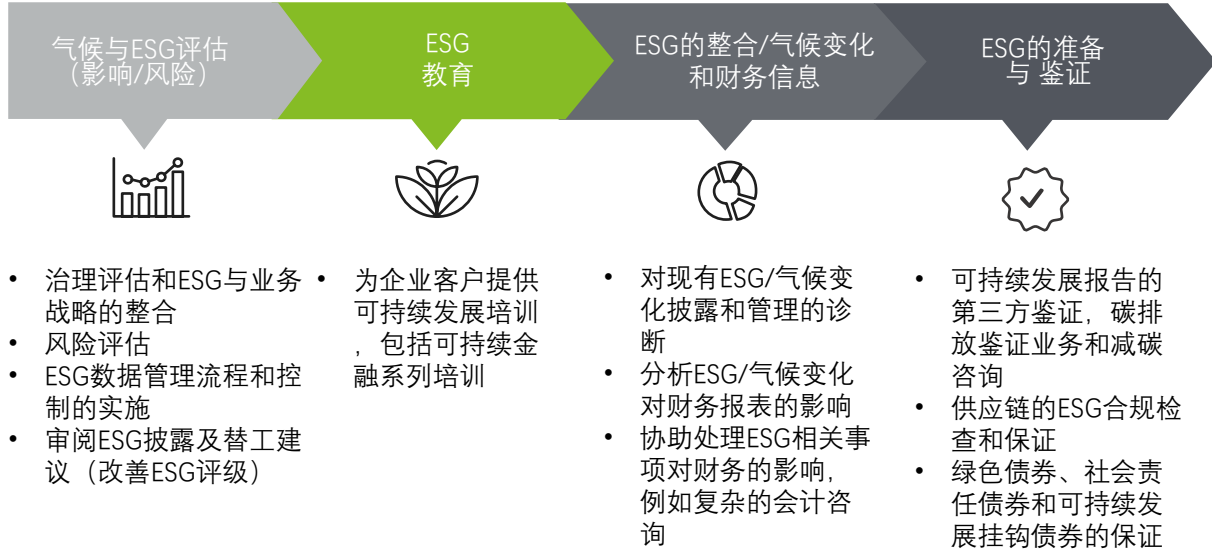 气候与ESG评估
（影响/风险）
ESG
教育
ESG的整合/气候变化
和财务信息
ESG的准备
与 鉴证
• 治理评估和ESG与业务
战略的整合
• 风险评估
• ESG数据管理流程和控
制的实施
• 审阅ESG披露及替工建
议（改善ESG评级）
• 为企业客户提供
可持续发展培训
，包括可持续金
融系列培训
• 对现有ESG/气候变
化披露和管理的诊
断
• 分析ESG/气候变化
对财务报表的影响
• 协助处理ESG相关事
项对财务的影响，
例如复杂的会计咨
询
• 可持续发展报告的
第三方鉴证，碳排
放鉴证业务和减碳
咨询
• 供应链的ESG合规检
查和保证
• 绿色债券、社会责
任债券和可持续发
展挂钩债券的保证